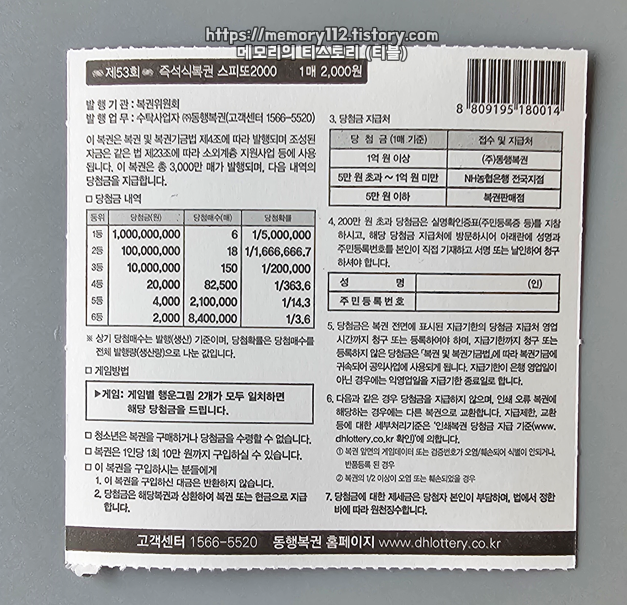 https://memory112.tistory.com
메모리의 티스토리 (티블)
제53회 즉석식복권 스피또2000 1매 2,000원
8 809195 180014
발 행 기 관 : 복권위원회
발 행 업 무 : 수탁사업자 ㈜동행복권(고객센터 1566-5520)
이 복권은 복권 및 복권기금법 제4조에 따라 발행되며 조성된
자금은 같은 법 제23조에 따라 소외계층 지원사업 등에 사용
됩니다. 이 복권은 총 3,000만 매가 발행되며, 다음 내역의
당첨금을 지급합니다.
□ 당첨금 내역
등위 당첨금(원) 당첨매수(매) 당첨확률
1등 1,000,000,000 6 1/5,000,000
2등 100,000,000 18 1/1,666,666.7
3등 10,000,000 150 1/200,000
4등 20,000 82,500 1/363.6
5등 4,000 2,100,000 1/14.3
6등 2,000 8,400,000 1/3.6
※ 상기 당첨매수는 발행(생산) 기준이며, 당첨확률은 당첨매수를
전체 발행량(생산량)으로 나눈 값입니다.
□ 게임방법
▶게임: 게임별 행운그림 2개가 모두 일치하면
해당 당첨금을 드립니다.
□ 청소년은 복권을 구매하거나 당첨금을 수령할 수 없습니다.
□ 복권은 1인당 1회 10만 원까지 구입하실 수 있습니다.
□ 이 복권을 구입하시는 분들에게
1. 이 복권을 구입하신 대금은 반환하지 않습니다.
2. 당첨금은 해당복권과 상환하여 복권 또는 현금으로 지급
합니다.
3. 당첨금 지급처
당 첨 금 (1매 기준) 접수 및 지급처
1억 원 이상 (주)동행복권
5만 원 초과 ~ 1억 원 미만 NH농협은행 전국지점
5만 원 이하 복권판매점
4. 200만 원 초과 당첨금은 실명확인증표(주민등록증 등)를 지참
하시고, 해당 당첨금 지급처에 방문하시어 아래란에 성명과
주민등록번호를 본인이 직접 기재하고 서명 또는 날인하여 청구
하셔야 합니다.
성 명 (인)
주 민 등 록 번 호
5. 당첨금은 복권 전면에 표시된 지급기한의 당첨금 지급처 영업
시간까지 청구 또는 등록하여야 하며, 지급기한까지 청구 또는
등록하지 않은 당첨금은 「복권 및 복권기금법」에 따라 복권기금에
귀속되어 공익사업에 사용되게 됩니다. 지급기한이 은행 영업일이
아닌 경우에는 익영업일을 지급기한 종료일로 합니다.
6. 다음과 같은 경우 당첨금을 지급하지 않으며, 인쇄 오류 복권에
해당하는 경우에는 다른 복권으로 교환합니다. 지급제한, 교환
등에 대한 세부처리기준은 '인쇄복권 당첨금 지급 기준(www.
dhlottery.co.kr 확인)'에 의합니다.
① 복권 앞면의 게임데이터 또는 검증번호가 오염/훼손되어 식별이 안되거나,
반품등록 된 경우
② 복권의 1/2 이상이 오염 또는 훼손되었을 경우
7. 당첨금에 대한 제세금은 당첨자 본인이 부담하며, 법에서 정한
바에 따라 원천징수합니다.
고객센터 1566-5520 동행복권 홈페이지 www.dhlottery.co.kr